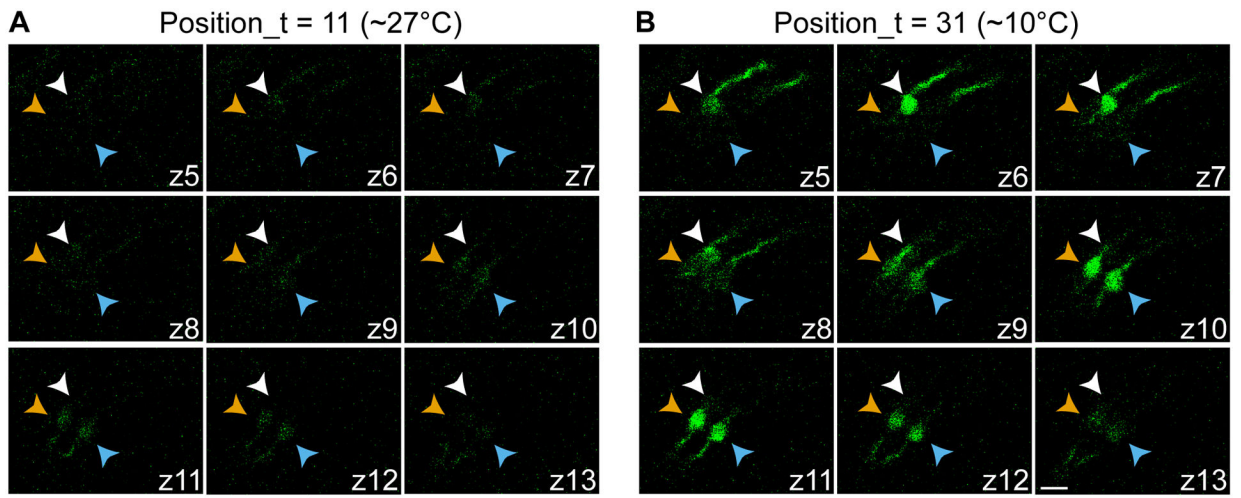 A Position_t = 11 (~27°C)
B Position_t = 31 (~10°C)
z5 z6 z7
z5 z6 z7
z8 z9 z10
z8 z9 z10
z11 z12 z13
z11 z12 z13